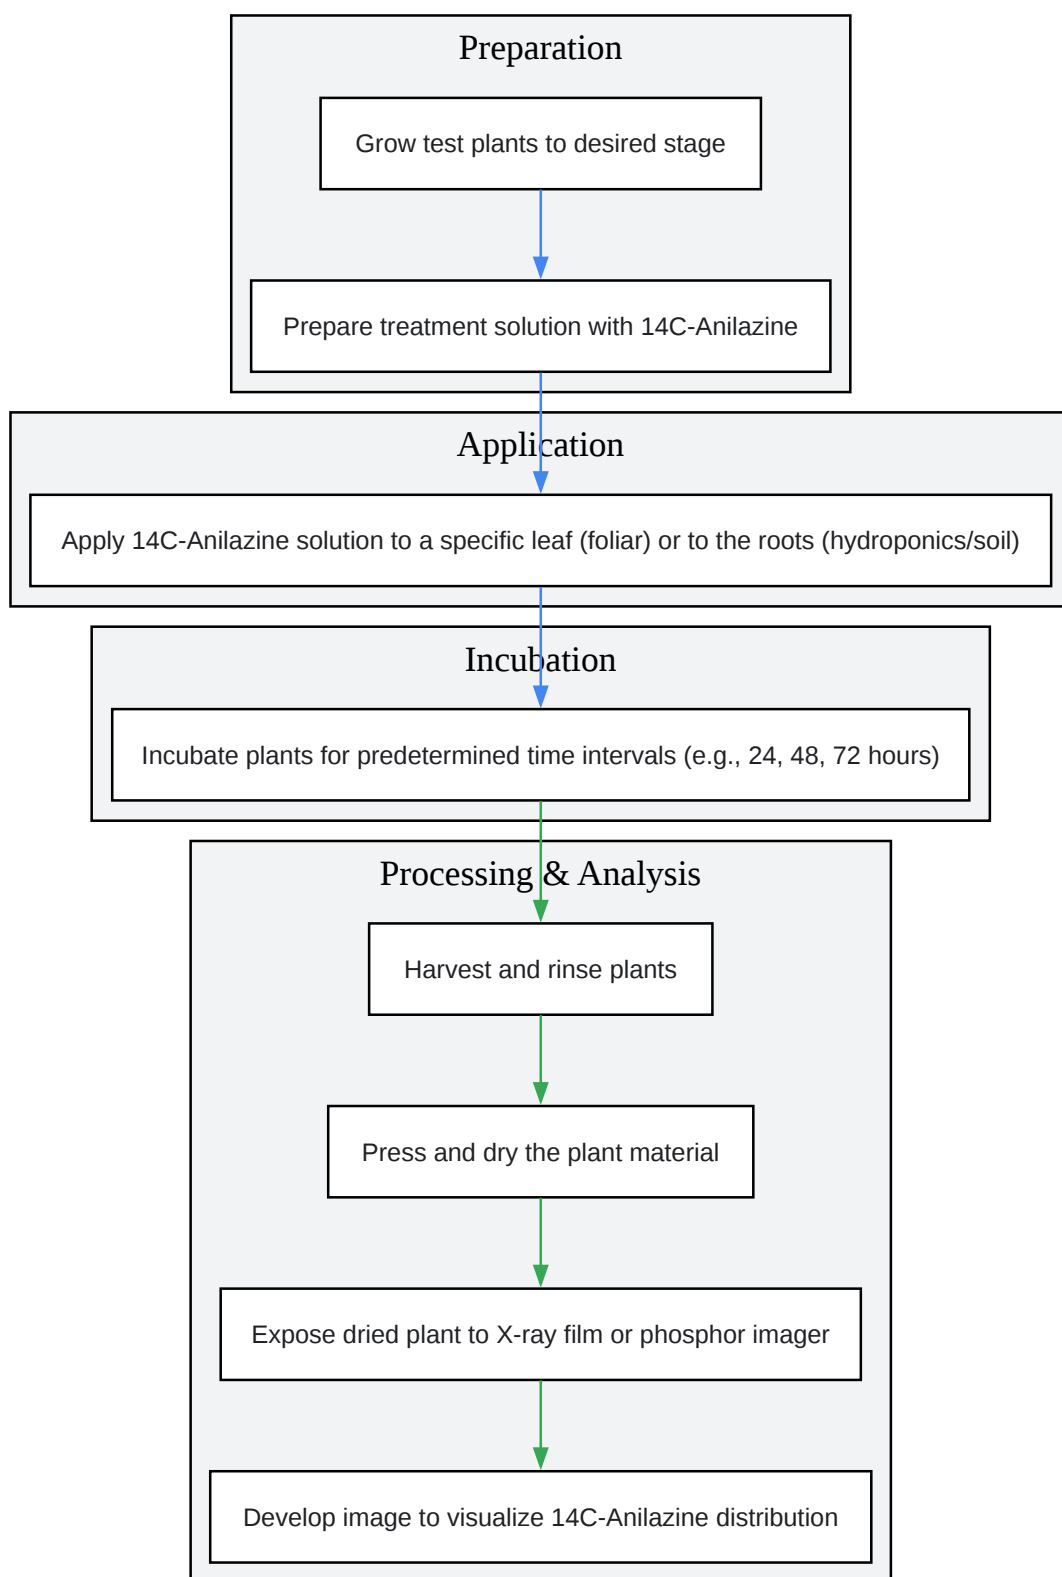 Preparation
Grow test plants to desired stage
Prepare treatment solution with 14C-Anilazine
Application
Apply 14C-Anilazine solution to a specific leaf (foliar) or to the roots (hydroponics/soil)
Incubation
Incubate plants for predetermined time intervals (e.g., 24, 48, 72 hours)
Processing & Analysis
Harvest and rinse plants
Press and dry the plant material
Expose dried plant to X-ray film or phosphor imager
Develop image to visualize 14C-Anilazine distribution